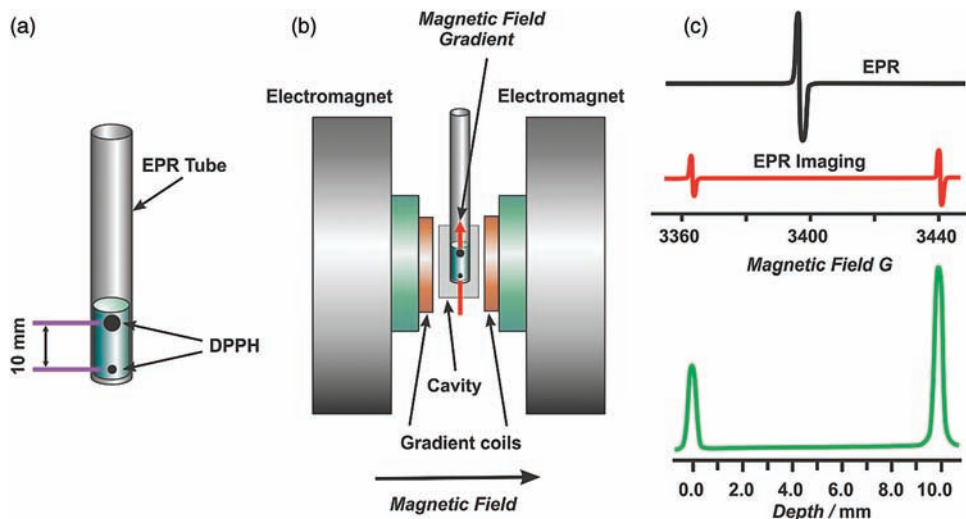 (a)
EPR Tube
10 mm
DPPH
(b)
Magnetic Field
Gradient
Electromagnet
Electromagnet
Cavity
Gradient coils
Magnetic Field
(c)
EPR
EPR Imaging
3360 3400 3440
Magnetic Field G
0.0 2.0 4.0 6.0 8.0 10.0
Depth / mm